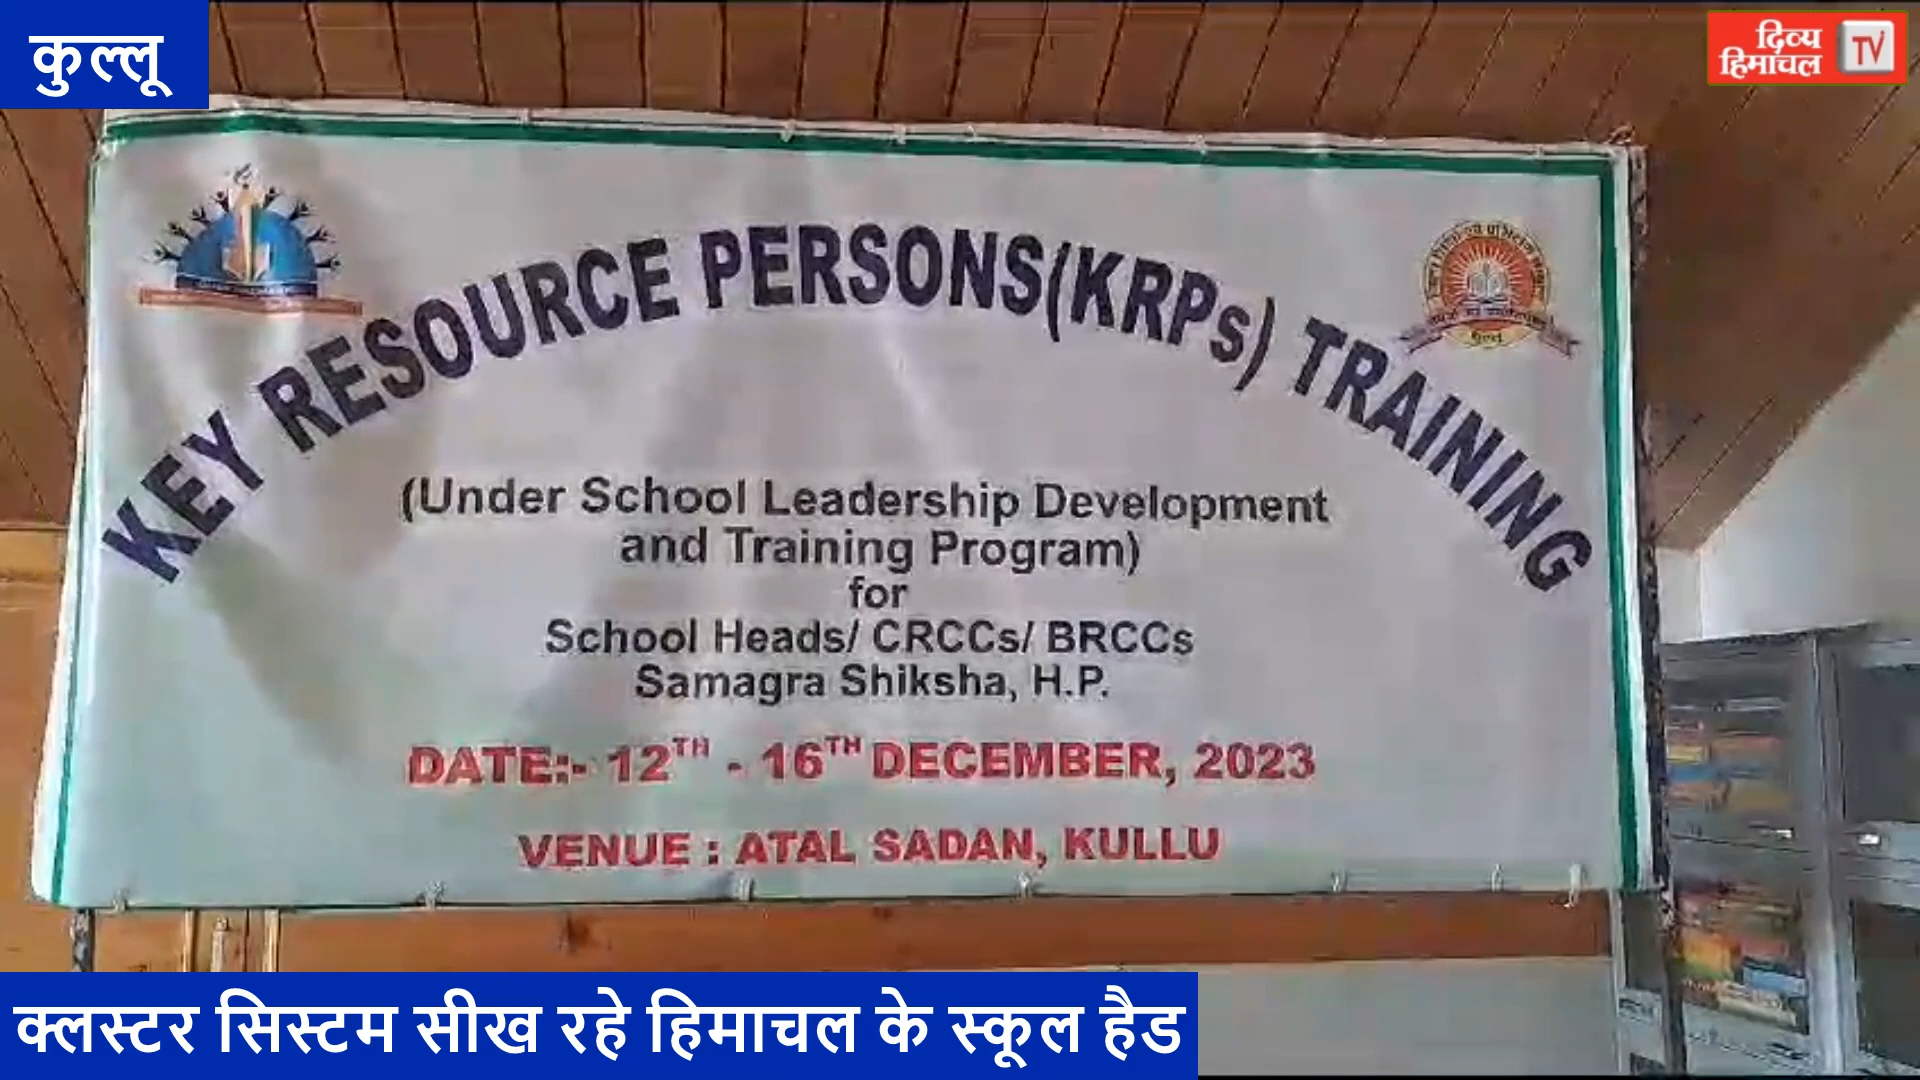 कुल्लू
दिव्य
हिमाचल
TV
KEY RESOURCE PERSONS(KRPs) TRAINING
(Under School Leadership Development
and Training Program)
for
School Heads/ CRCCs/ BRCCs
Samagra Shiksha, H.P.
DATE:- 12TH - 16TH DECEMBER, 2023
VENUE : ATAL SADAN, KULLU
क्लस्टर सिस्टम सीख रहे हिमाचल के स्कूल हैड